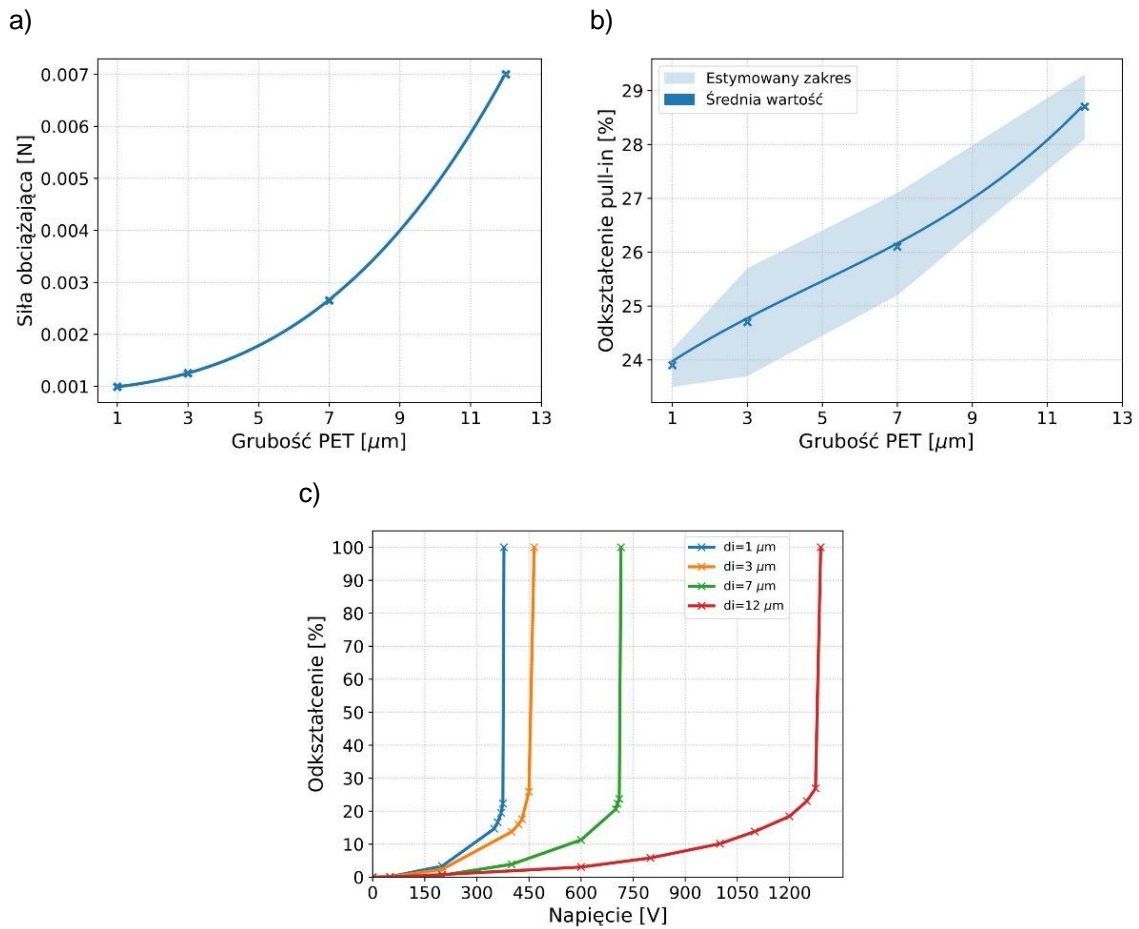 a)
0.007
0.006
0.005
0.004
0.003
0.002
0.001
Siła obciążająca [N]
1 3 5 7 9 11 13
Grubość PET [μm]
b)
Estymowany zakres
Średnia wartość
29
28
27
26
25
24
Odkształcenie pull-in [%]
1 3 5 7 9 11 13
Grubość PET [μm]
c)
di=1 μm
di=3 μm
di=7 μm
di=12 μm
100
90
80
70
60
50
40
30
20
10
0
Odkształcenie [%]
0 150 300 450 600 750 900 1050 1200
Napięcie [V]